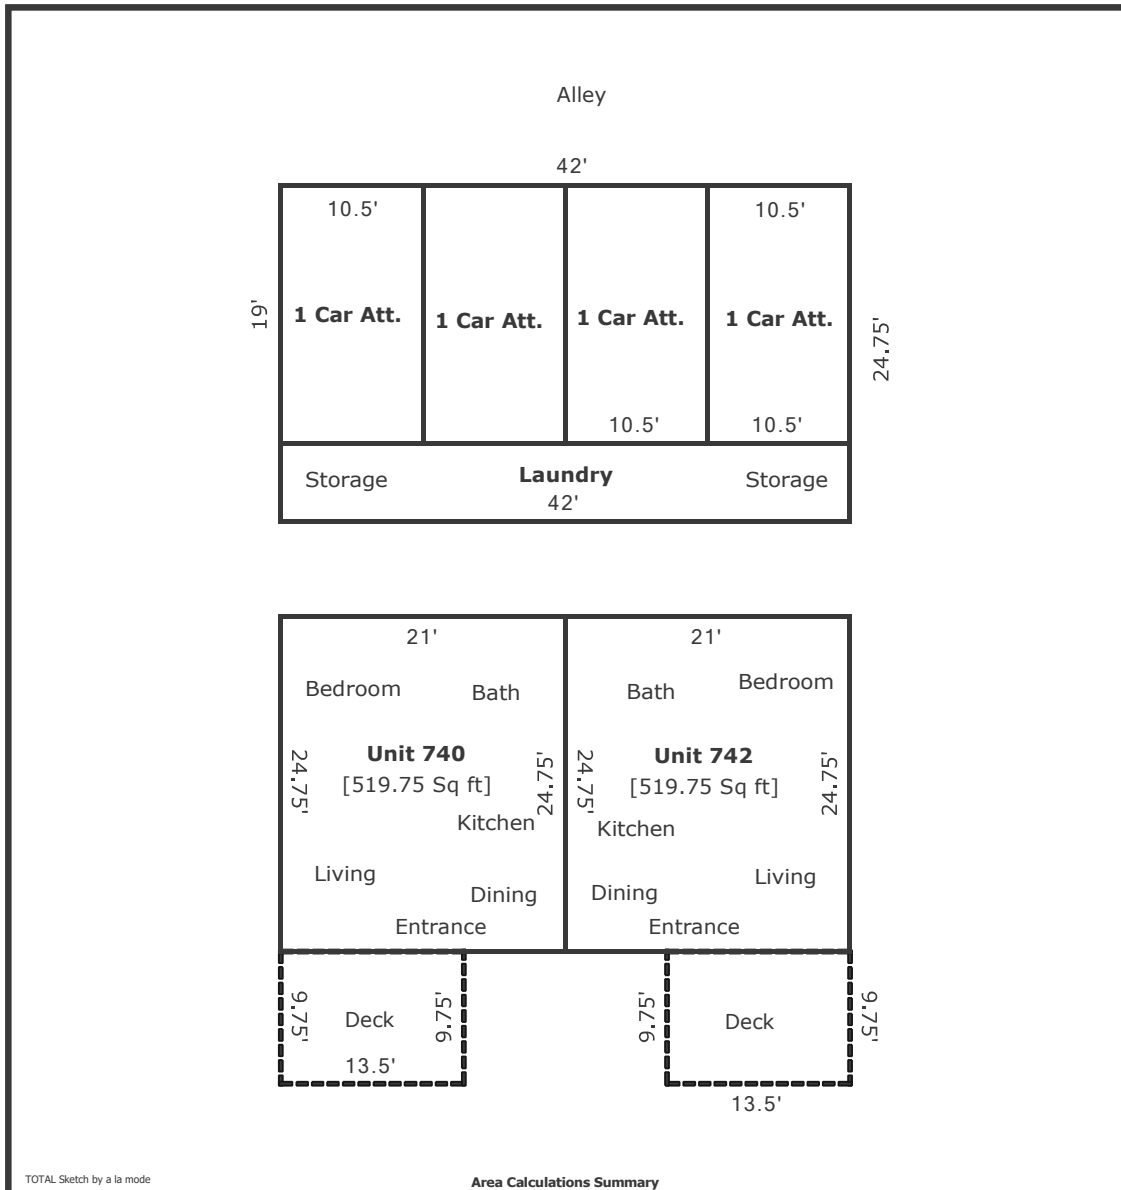 Alley
42'
10.5'
10.5'
19'
1 Car Att.
1 Car Att.
1 Car Att.
1 Car Att.
24.75'
10.5'
10.5'
Storage
Laundry
Storage
42'
21'
21'
Bedroom
Bath
Bath
Bedroom
24.75'
Unit 740
24.75'
24.75'
Unit 742
24.75'
[519.75 Sq ft]
[519.75 Sq ft]
Kitchen
Kitchen
Living
Dining
Dining
Living
Entrance
Entrance
9.75'
Deck
9.75'
9.75'
Deck
9.75'
13.5'
13.5'
TOTAL Sketch by a la mode
Area Calculations Summary